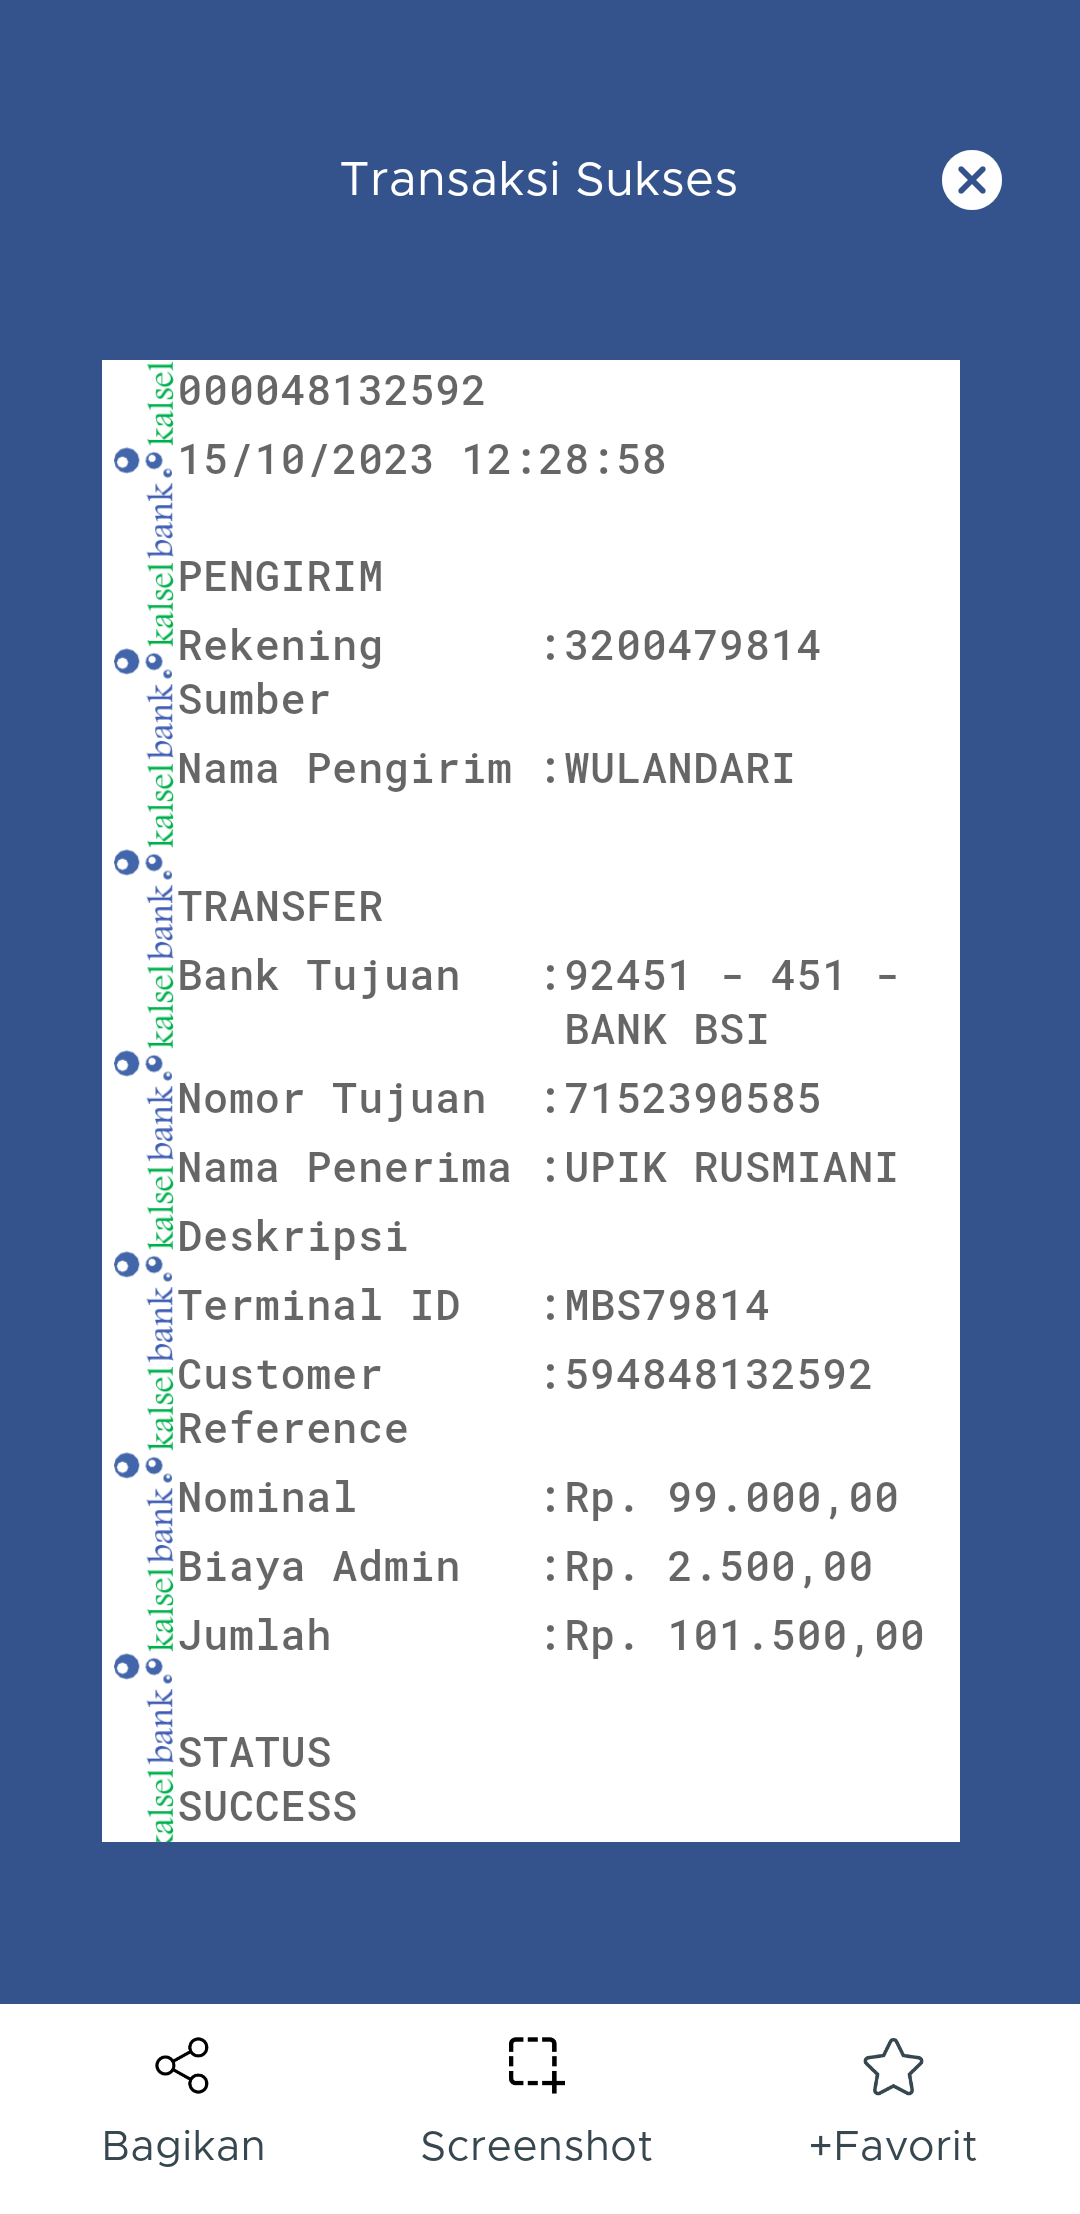 Transaksi Sukses
000048132592
15/10/2023 12:28:58
PENGIRIM
Rekening Sumber :3200479814
Nama Pengirim :WULANDARI
TRANSFER
Bank Tujuan :92451 - 451 - BANK BSI
Nomor Tujuan :7152390585
Nama Penerima :UPIK RUSMIANI
Deskripsi
Terminal ID :MBS79814
Customer Reference :594848132592
Nominal :Rp. 99.000,00
Biaya Admin :Rp. 2.500,00
Jumlah :Rp. 101.500,00
STATUS
SUCCESS
kalsel
bank kalsel
bank kalsel
bank kalsel
bank kalsel
bank kalsel
bank kalsel
bank kalsel
Bagikan
Screenshot
+Favorit